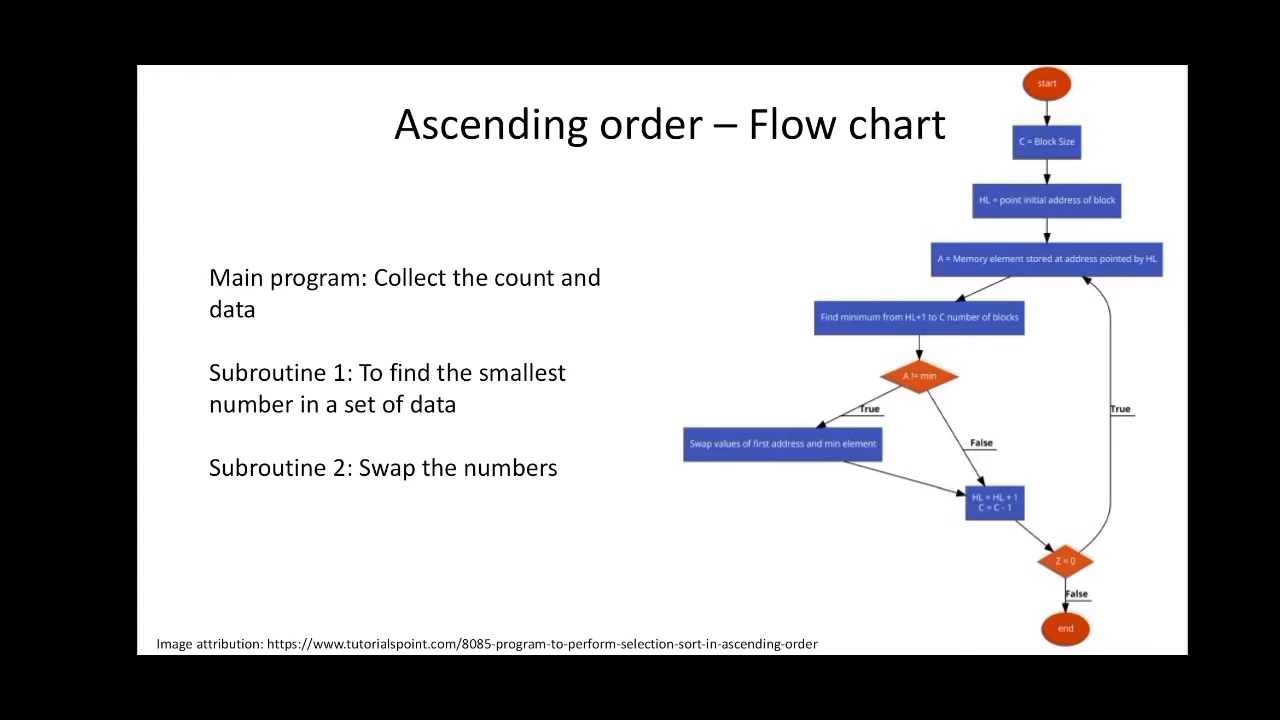 Ascending order – Flow chart
Main program: Collect the count and
data
Subroutine 1: To find the smallest
number in a set of data
Subroutine 2: Swap the numbers
start
C = Block Size
HL = point initial address of block
A = Memory element stored at address pointed by HL
Find minimum from HL+1 to C number of blocks
A != min
True
False
True
Swap values of first address and min element
HL = HL + 1
C = C - 1
Z = 0
False
end
Image attribution: https://www.tutorialspoint.com/8085-program-to-perform-selection-sort-in-ascending-order